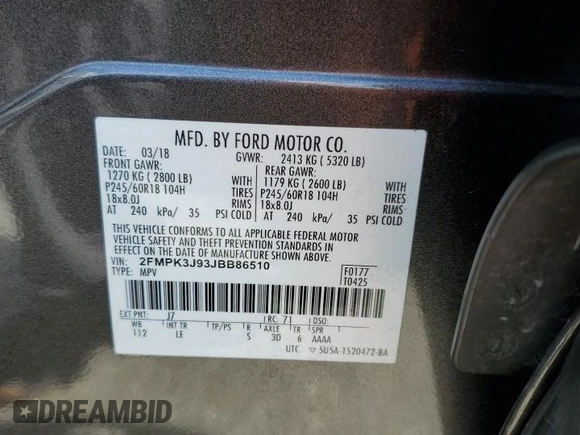 MFD. BY FORD MOTOR CO.
DATE: 03/18 GVWR: 2413 KG ( 5320 LB)
FRONT GAWR: REAR GAWR:
1270 KG ( 2800 LB) 1179 KG ( 2600 LB)
P245/60R18 104H TIRES P245/60R18 104H TIRES
18x8.0J RIMS 18x8.0J RIMS
AT 240 kPa/ 35 PSI COLD AT 240 kPa/ 35 PSI COLD
THIS VEHICLE CONFORMS TO ALL APPLICABLE FEDERAL MOTOR
VEHICLE SAFETY AND THEFT PREVENTION STANDARDS IN
EFFECT ON THE DATE OF MANUFACTURE SHOWN ABOVE.
VIN: 2FMPK3J93JBB86510
TYPE: MPV
F0177
T0425
EXT PNT: J7 RC: 71 DSO:
WB INT TR TP/PS R AXLE TR SPR
112 LE S 3D 6 AAAA
UTC 5U5A-1520472-BA
DREAMBID